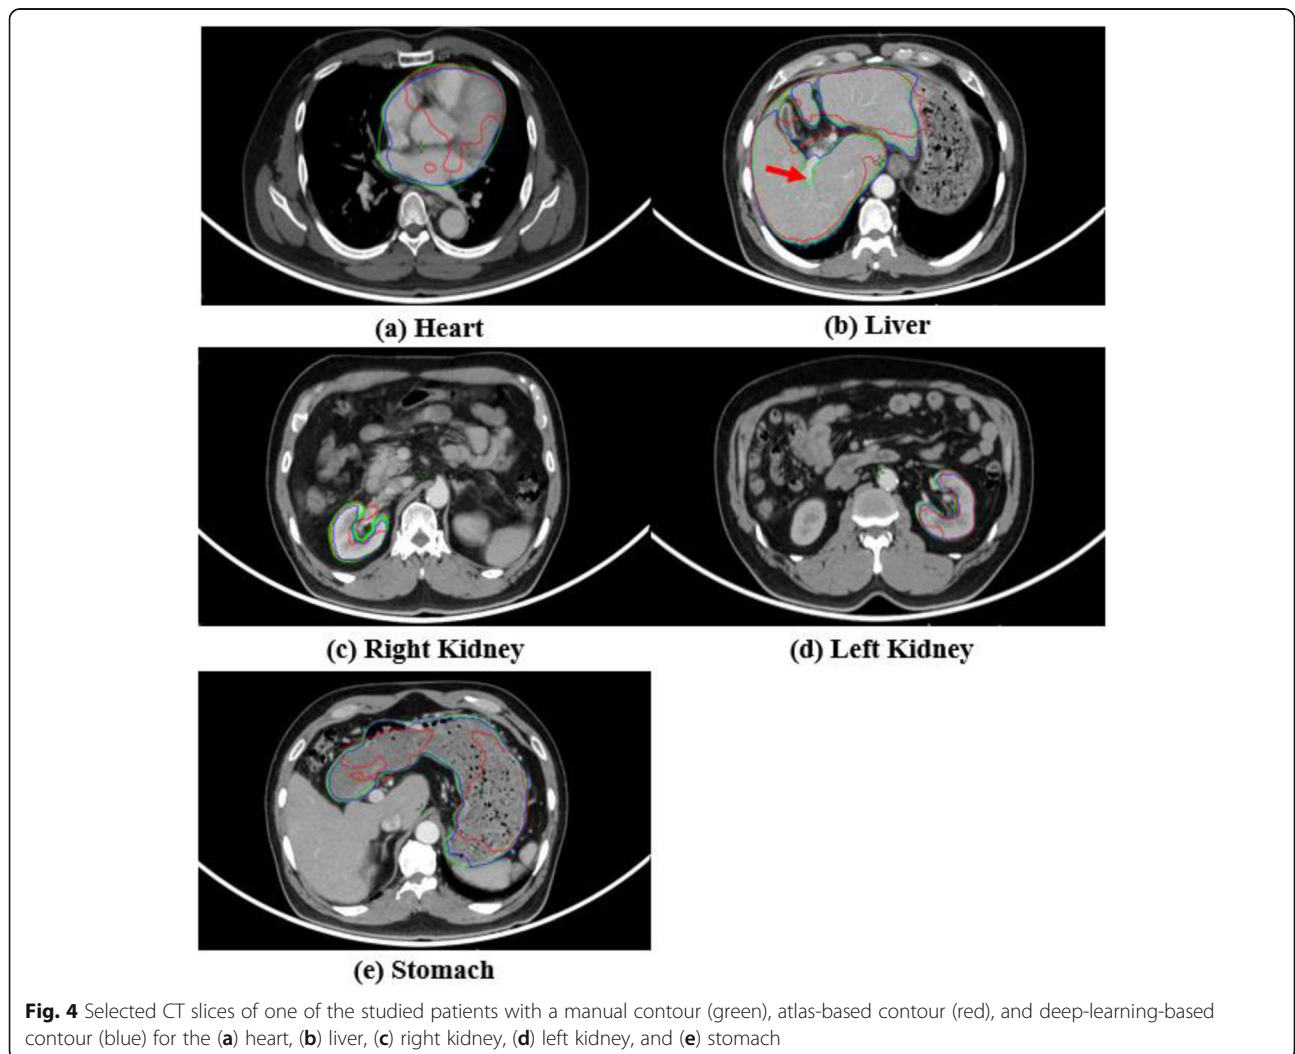 (a) Heart
(b) Liver
(c) Right Kidney
(d) Left Kidney
(e) Stomach
Fig. 4 Selected CT slices of one of the studied patients with a manual contour (green), atlas-based contour (red), and deep-learning-based
contour (blue) for the (a) heart, (b) liver, (c) right kidney, (d) left kidney, and (e) stomach